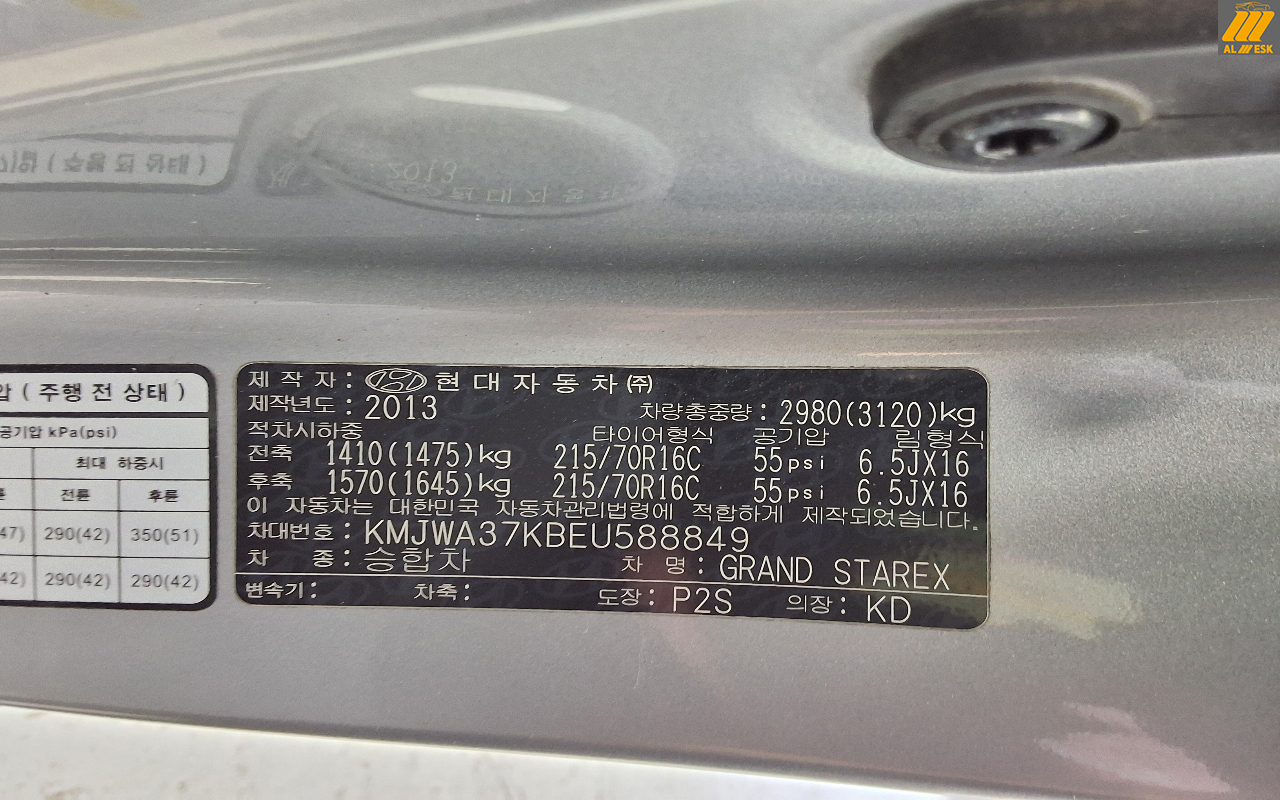 AL ESK
2013
압 ( 주행 전 상태 )
공기압 kPa(psi)
최대 하중시
륜 전륜 후륜
47) 290(42) 350(51)
42) 290(42) 290(42)
제 작 자 : 현 대 자 동 차 ㈜
제작년도 : 2013 차량총중량 : 2980(3120)kg
적차시하중 타이어형식 공기압 림형식
전축 1410(1475)kg 215/70R16C 55psi 6.5JX16
후축 1570(1645)kg 215/70R16C 55psi 6.5JX16
이 자동차는 대한민국 자동차관리법령에 적합하게 제작되었습니다.
차대번호 : KMJWA37KBEU588849
차 종 : 승합차 차 명 : GRAND STAREX
변속기 : 차축 : 도장 : P2S 의장 : KD